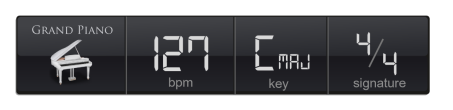 GRAND PIANO
127
bpm
C MAJ
key
4/4
signature